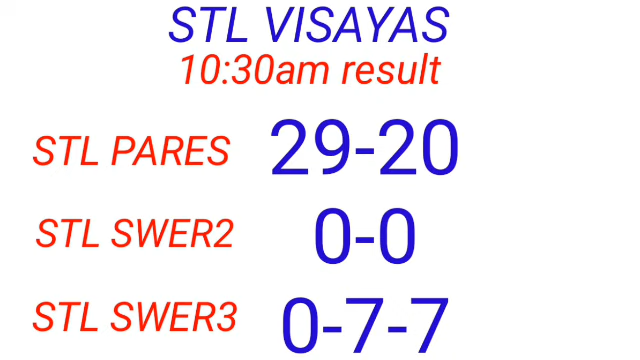 STL VISAYAS
10:30am result
STL PARES 29-20
STL SWER2 0-0
STL SWER3 0-7-7